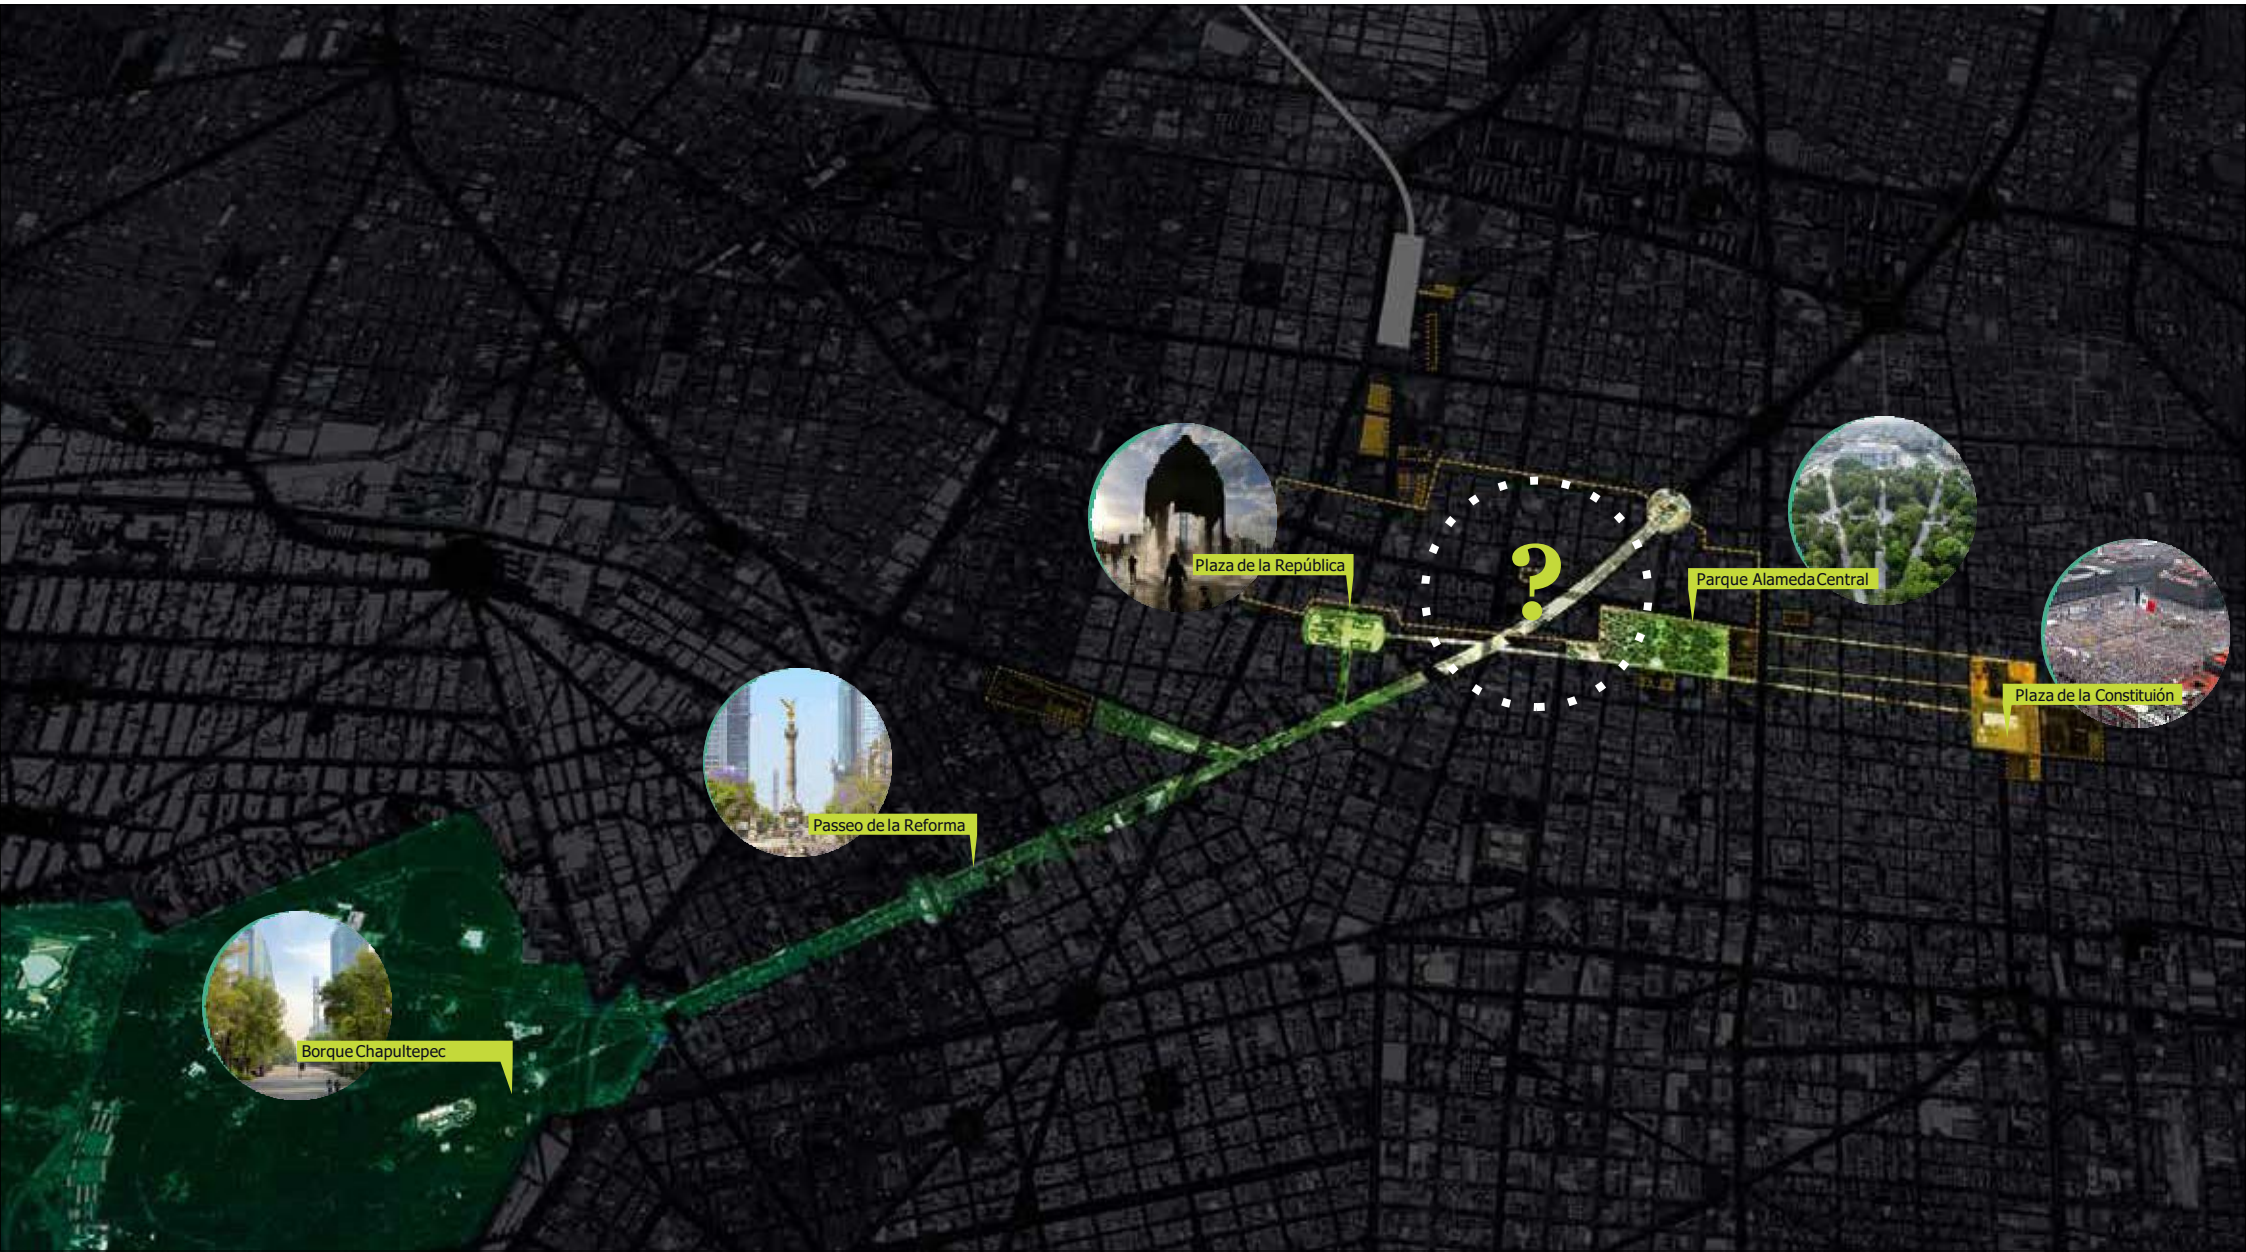 ?
Plaza de la República
Parque Alameda Central
Plaza de la Constituión
Passeo de la Reforma
Borque Chapultepec